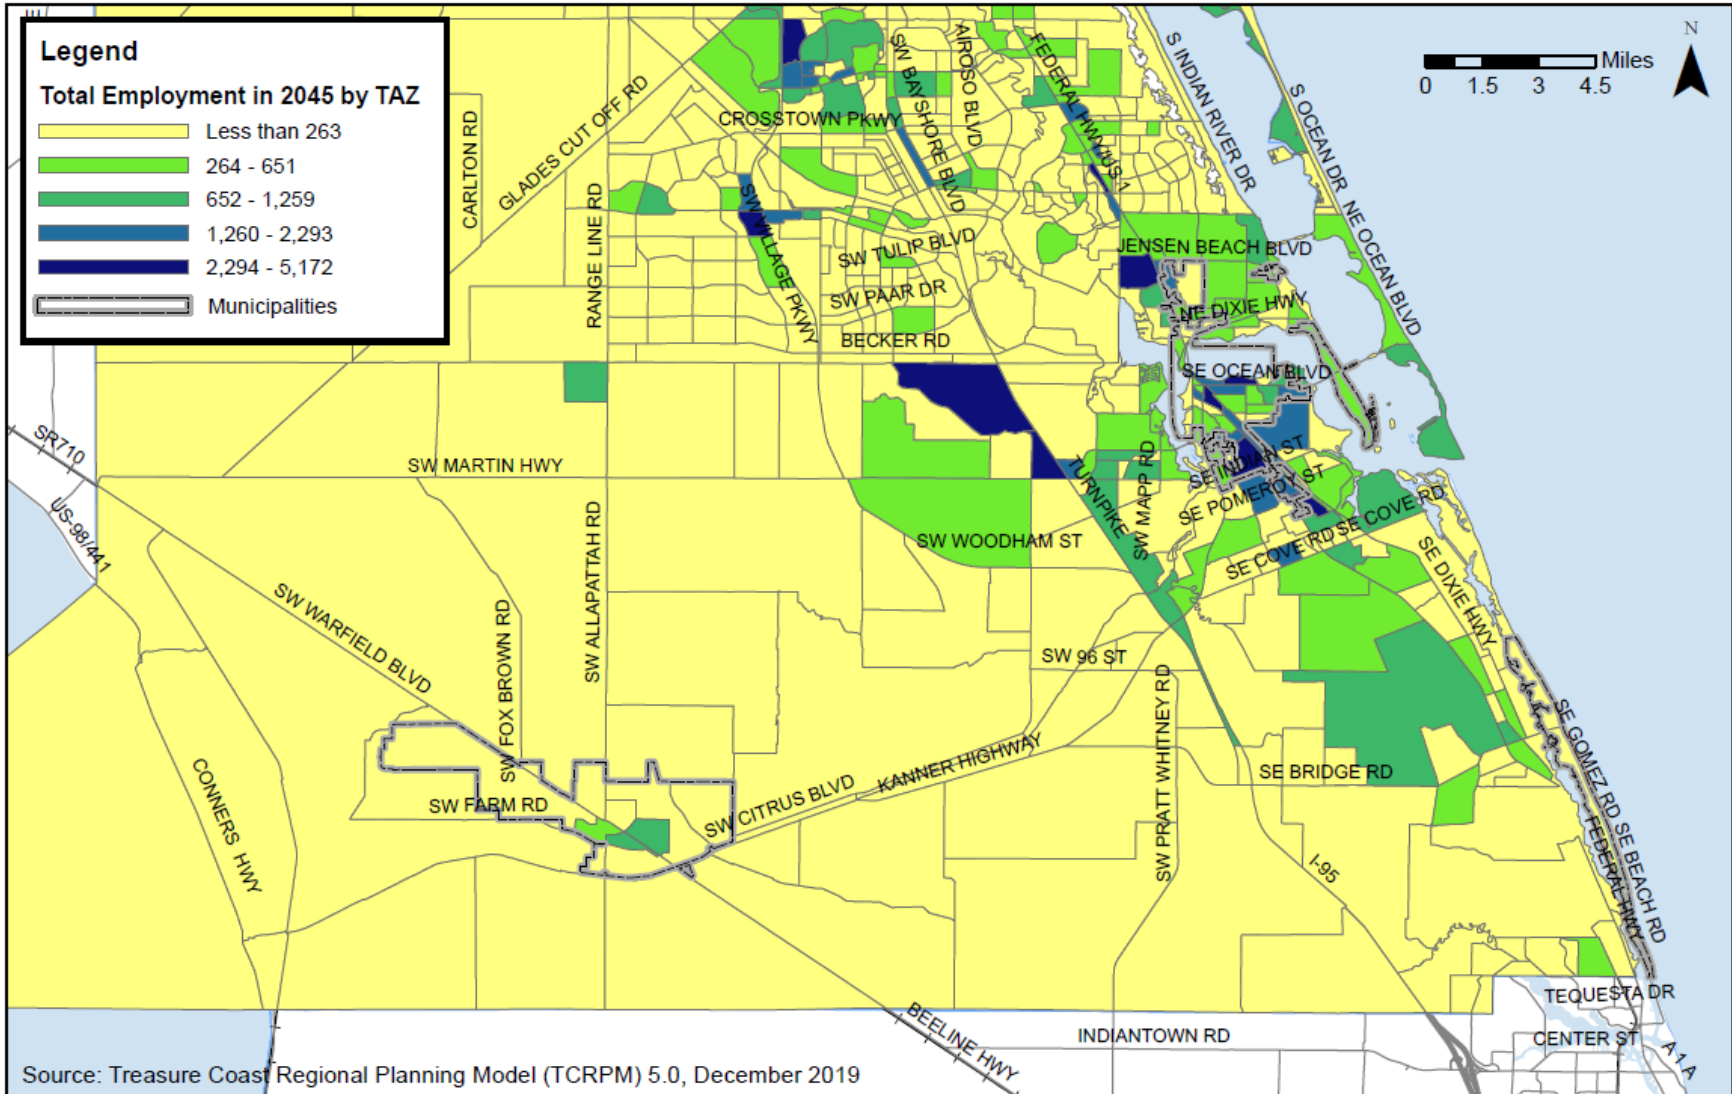 Legend
Total Employment in 2045 by TAZ
Less than 263
264 - 651
652 - 1,259
1,260 - 2,293
2,294 - 5,172
Municipalities
N
Miles
0 1.5 3 4.5
CARLTON RD
GLADES CUT OFF RD
RANGE LINE RD
CROSSTOWN PKWY
SW BAYSHORE BLVD
AIROSO BLVD
FEDERAL HWY/US 1
S INDIAN RIVER DR
S OCEAN DR
NE OCEAN BLVD
SW VILLAGE PKWY
SW TULIP BLVD
SW PAAR DR
BECKER RD
JENSEN BEACH BLVD
NE DIXIE HWY
SE OCEAN BLVD
SR710
US-98/441
SW MARTIN HWY
TURNPIKE
SW MAPP RD
SE INDIAN ST
SE POMEROY ST
SE COVE RD
SE COVE RD
SW WOODHAM ST
SW ALLAPATTAH RD
SW FOX BROWN RD
SW WARFIELD BLVD
SE DIXIE HWY
SW 96 ST
SW PRATT WHITNEY RD
CONNERS HWY
SW FARM RD
SW CITRUS BLVD
KANNER HIGHWAY
SE BRIDGE RD
SE GOMEZ RD
SE BEACH RD
FEDERAL HWY
I-95
BEELINE HWY
INDIANTOWN RD
TEQUESTA DR
CENTER ST
A 1 A
Source: Treasure Coast Regional Planning Model (TCRPM) 5.0, December 2019